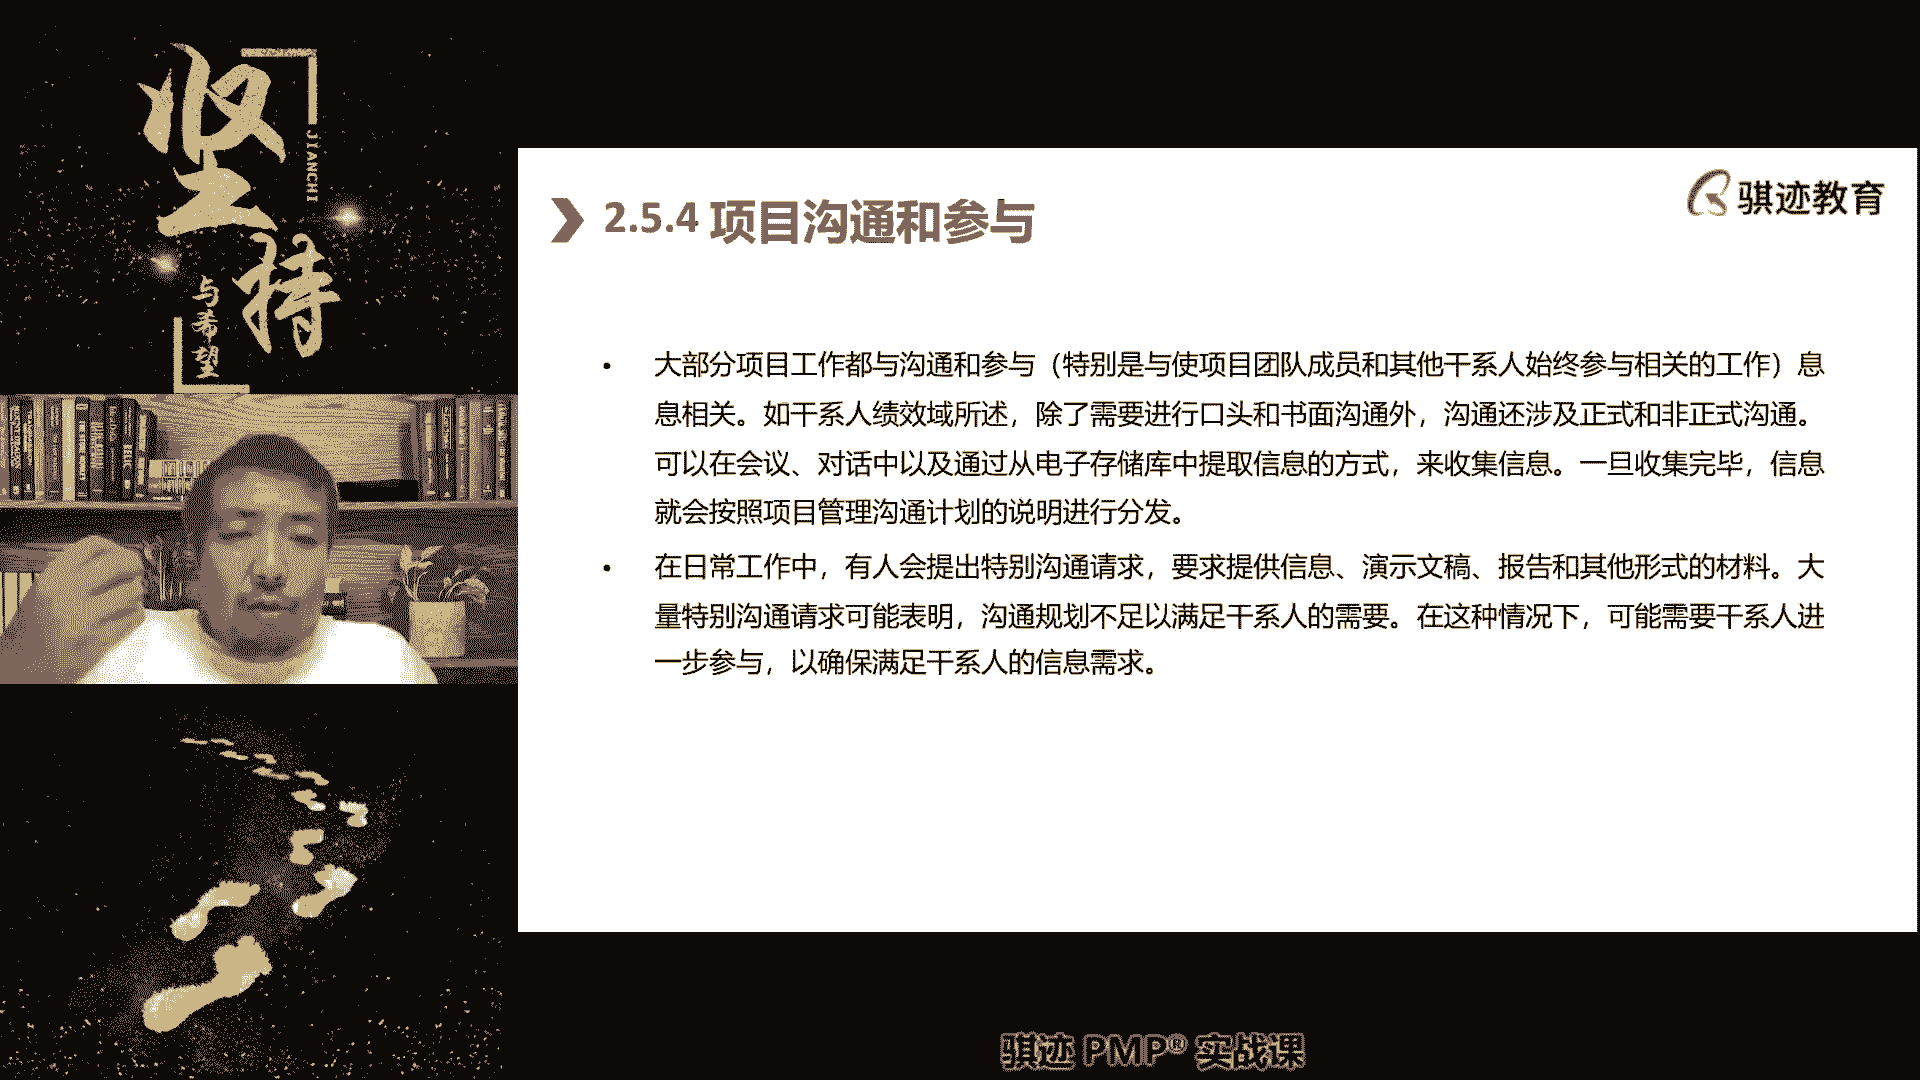 坚持
JIANCHI
与希望
骐迹教育
2.5.4 项目沟通和参与
• 大部分项目工作都与沟通和参与（特别是与使项目团队成员和其他干系人始终参与相关的工作）息
息相关。如干系人绩效域所述，除了需要进行口头和书面沟通外，沟通还涉及正式和非正式沟通。
可以在会议、对话中以及通过从电子存储库中提取信息的方式，来收集信息。一旦收集完毕，信息
就会按照项目管理沟通计划的说明进行分发。
• 在日常工作中，有人会提出特别沟通请求，要求提供信息、演示文稿、报告和其他形式的材料。大
量特别沟通请求可能表明，沟通规划不足以满足干系人的需要。在这种情况下，可能需要干系人进
一步参与，以确保满足干系人的信息需求。
骐迹 PMP® 实战课